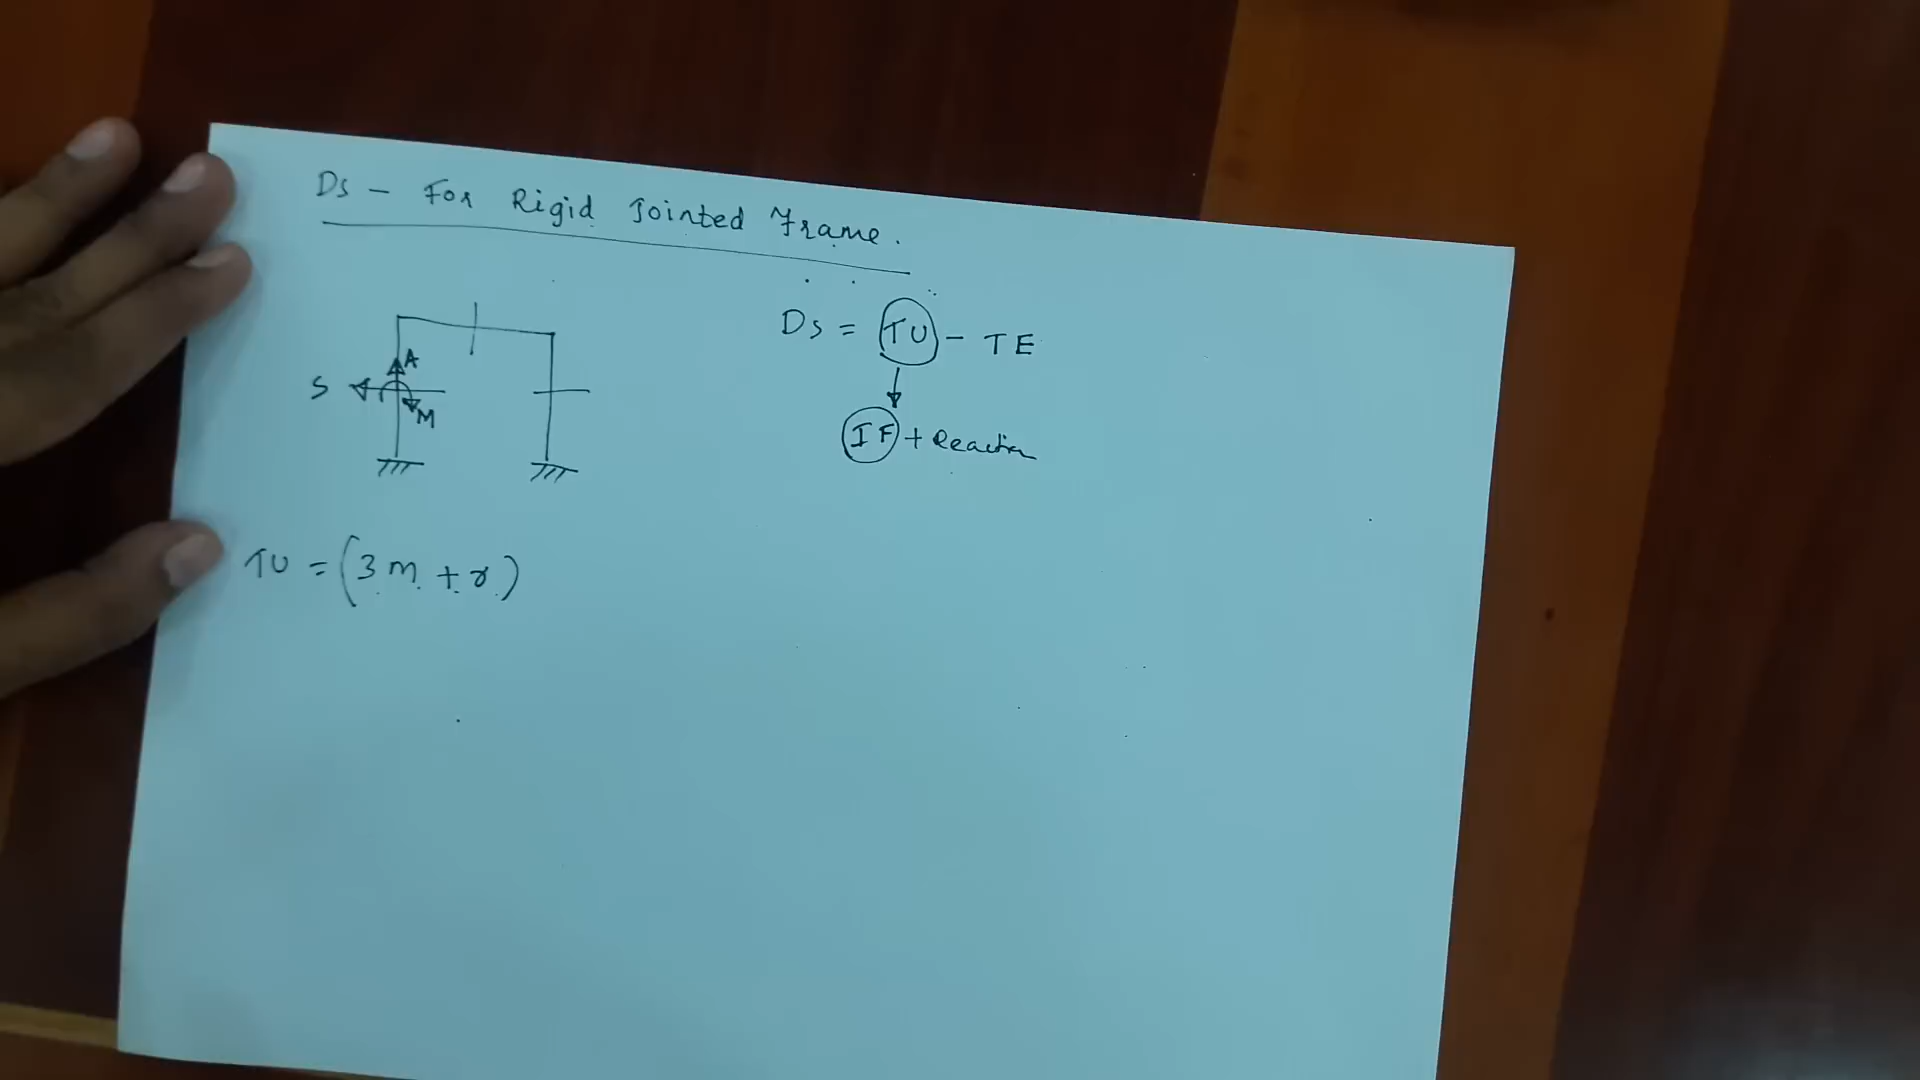 Ds - For Rigid Jointed Frame.
A
S
M
Ds = TU - TE
IF + Reaction
TU = (3m + r)